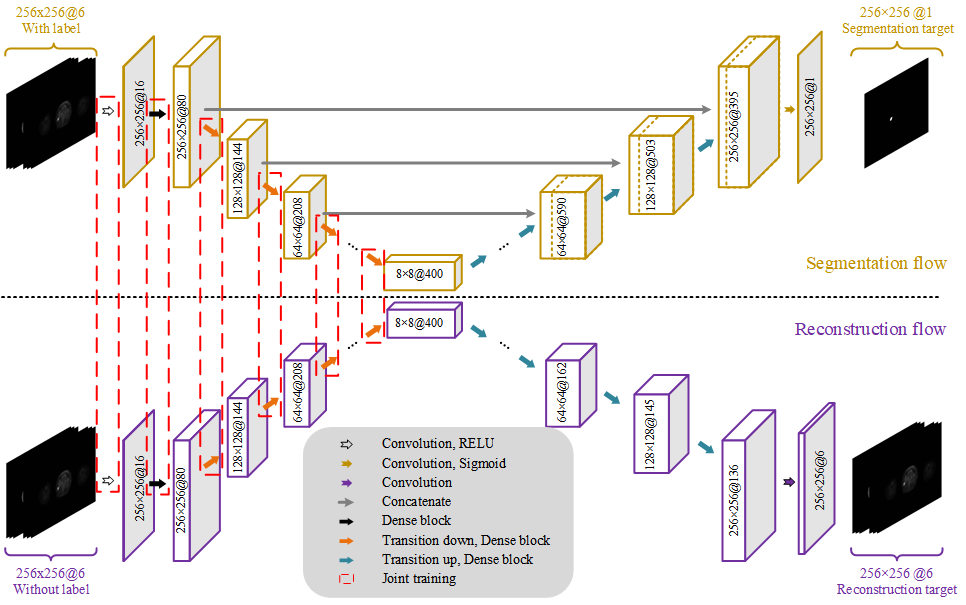 256x256@6
With label
256×256 @1
Segmentation target
256×256@16
256×256@80
128×128@144
64×64@208
8×8@400
64×64@590
128×128@503
256×256@395
256×256@1
Segmentation flow
Reconstruction flow
8×8@400
256×256@16
256×256@80
128×128@144
64×64@208
64×64@162
128×128@145
256×256@136
256×256@6
Convolution, RELU
Convolution, Sigmoid
Convolution
Concatenate
Dense block
Transition down, Dense block
Transition up, Dense block
Joint training
256x256@6
Without label
256×256 @6
Reconstruction target